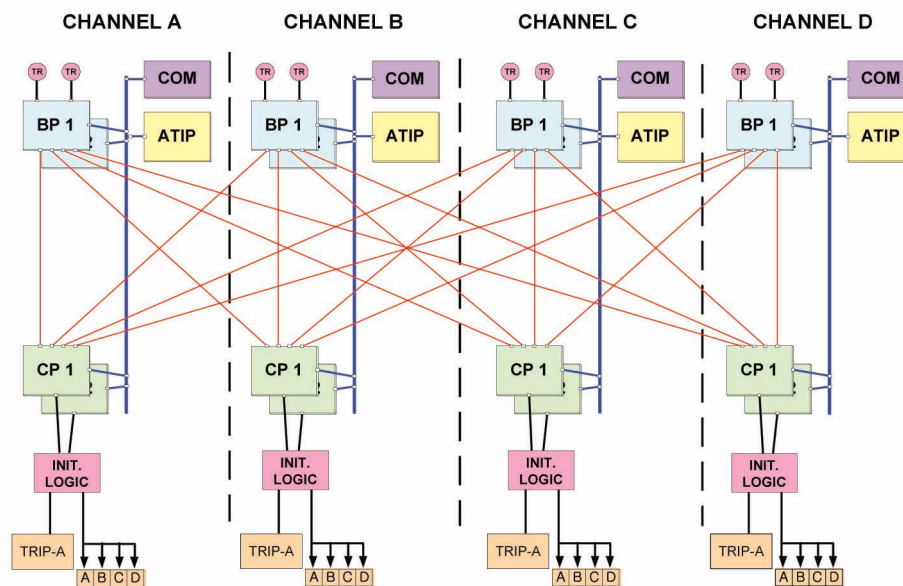 CHANNEL A
CHANNEL B
CHANNEL C
CHANNEL D
TR TR
COM
TR TR
COM
TR TR
COM
TR TR
COM
BP 1
ATIP
BP 1
ATIP
BP 1
ATIP
BP 1
ATIP
CP 1
CP 1
CP 1
CP 1
INIT.
LOGIC
INIT.
LOGIC
INIT.
LOGIC
INIT.
LOGIC
TRIP-A
TRIP-A
TRIP-A
TRIP-A
A B C D
A B C D
A B C D
A B C D